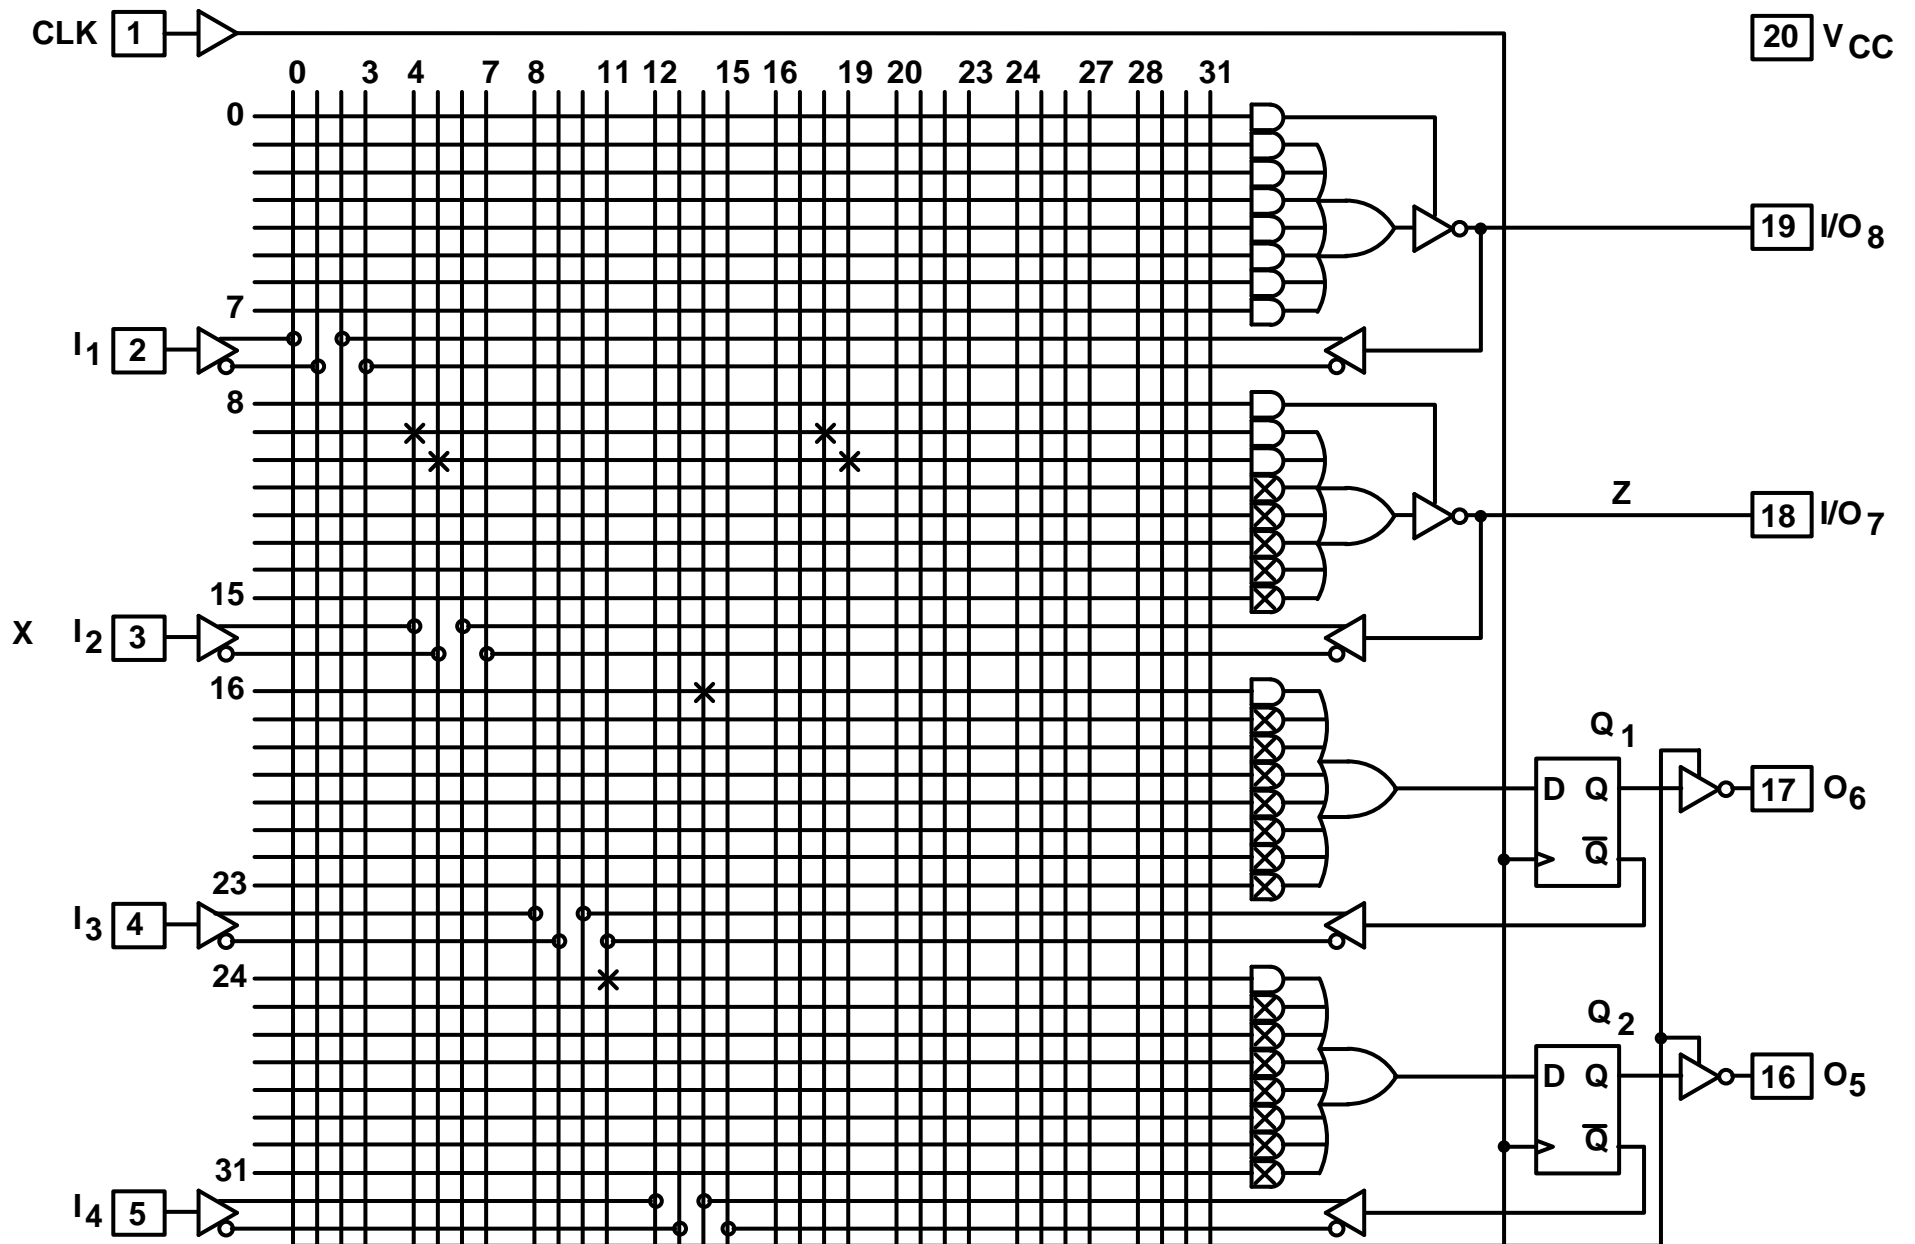 CLK 1
20 VCC
0 3 4 7 8 11 12 15 16 19 20 23 24 27 28 31
0
19 I/O8
7
I1 2
8
Z
18 I/O7
15
X I2 3
16
Q1
D Q
17 O6
Q̅
23
I3 4
24
Q2
D Q
16 O5
Q̅
31
I4 5